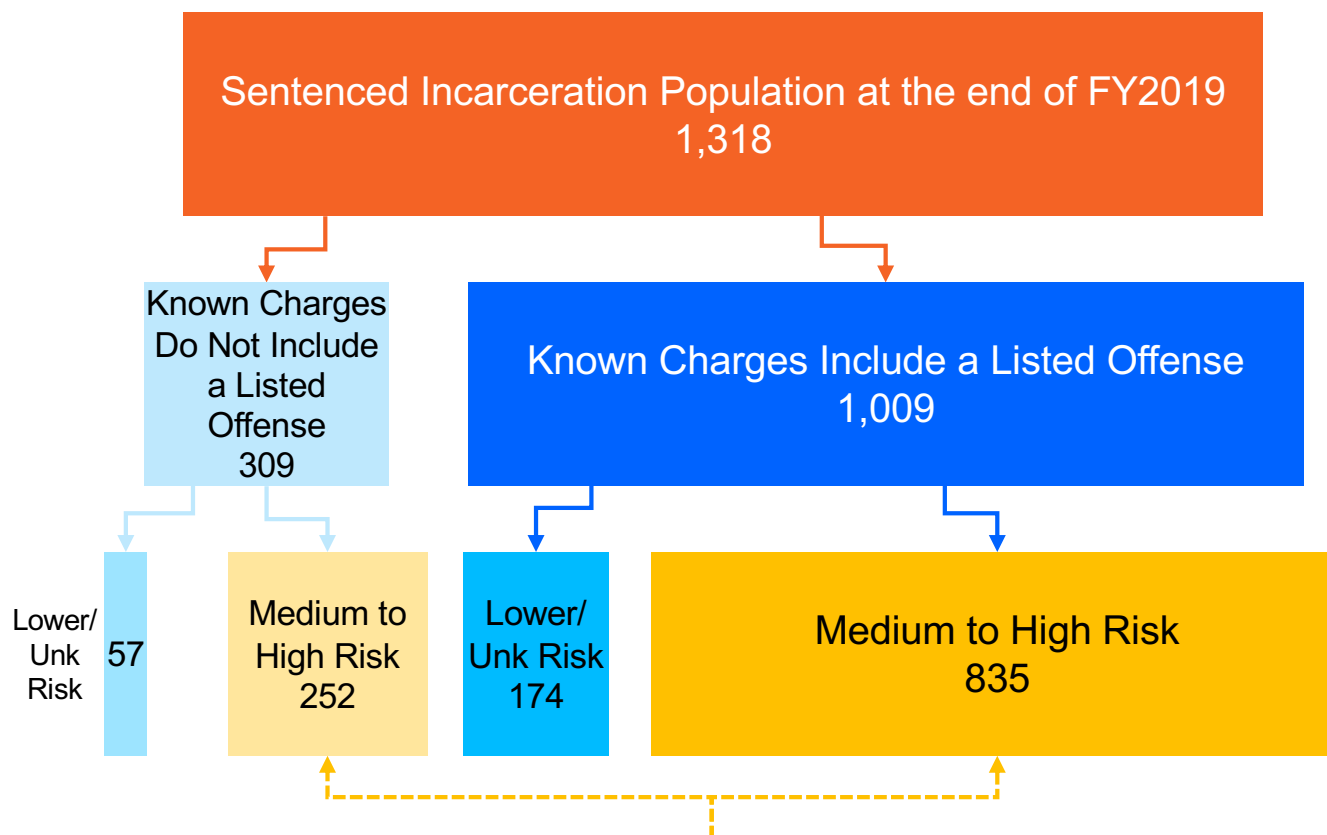 Sentenced Incarceration Population at the end of FY2019
1,318
Known Charges
Do Not Include
a Listed
Offense
309
Known Charges Include a Listed Offense
1,009
Lower/
Unk
Risk
57
Medium to
High Risk
252
Lower/
Unk Risk
174
Medium to High Risk
835